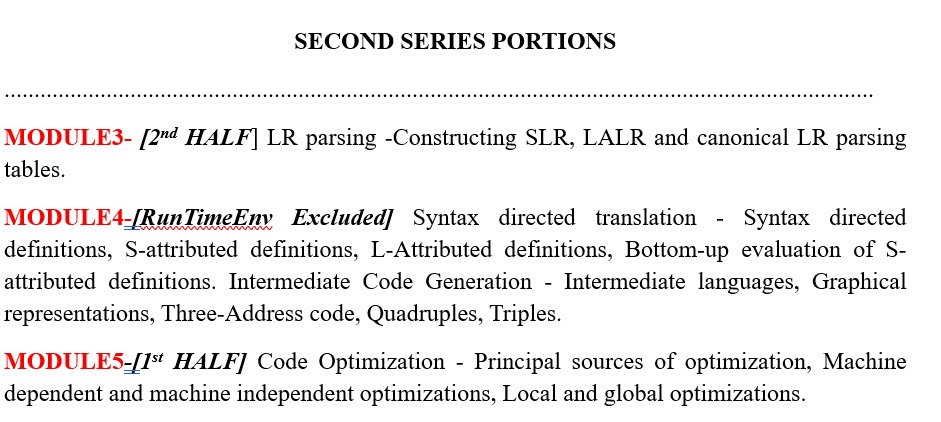 SECOND SERIES PORTIONS
................................................................................................................................................
MODULE3- [2nd HALF] LR parsing -Constructing SLR, LALR and canonical LR parsing
tables.
MODULE4-[RunTimeEnv Excluded] Syntax directed translation - Syntax directed
definitions, S-attributed definitions, L-Attributed definitions, Bottom-up evaluation of S-
attributed definitions. Intermediate Code Generation - Intermediate languages, Graphical
representations, Three-Address code, Quadruples, Triples.
MODULE5-[1st HALF] Code Optimization - Principal sources of optimization, Machine
dependent and machine independent optimizations, Local and global optimizations.